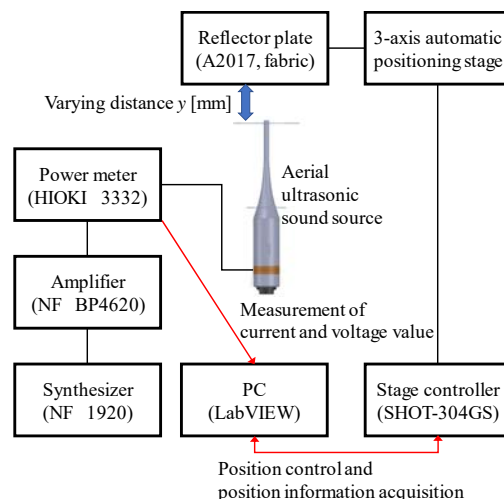 Reflector plate
(A2017, fabric)
3-axis automatic
positioning stage
Varying distance y [mm]
Power meter
(HIOKI 3332)
Aerial
ultrasonic
sound source
Amplifier
(NF BP4620)
Measurement of
current and voltage value
Synthesizer
(NF 1920)
PC
(LabVIEW)
Stage controller
(SHOT-304GS)
Position control and
position information acquisition